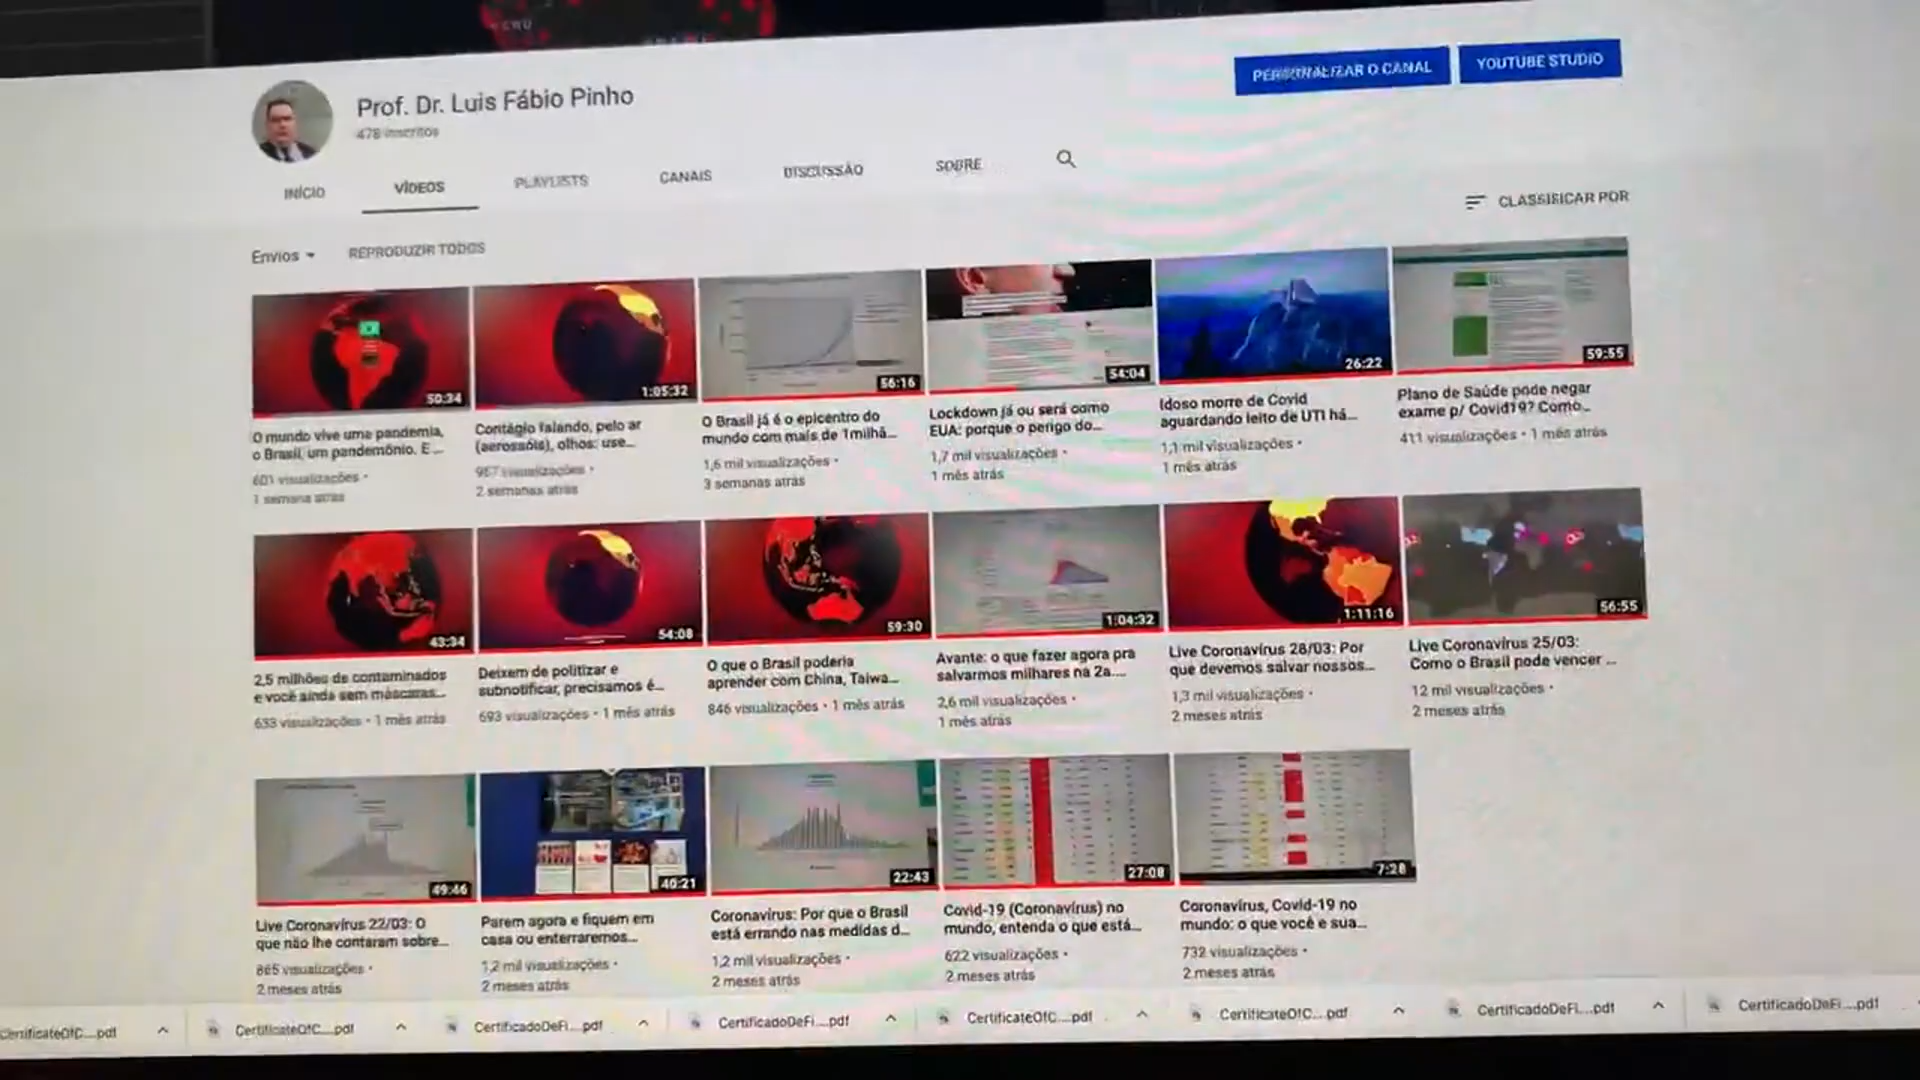 PERSONALIZAR O CANAL
YOUTUBE STUDIO
Prof. Dr. Luis Fábio Pinho
478 inscritos
INÍCIO
VÍDEOS
PLAYLISTS
CANAIS
DISCUSSÃO
SOBRE
CLASSISICAR POR
Envios
REPRODUZIR TODOS
50:34
1:05:32
56:16
54:04
26:22
59:55
O mundo vive uma pandemia,
o Brasil, um pandemônio. E ...
601 visualizações •
1 semana atrás
Contágio falando, pelo ar
(aerossóis), olhos: use...
967 visualizações •
2 semanas atrás
O Brasil já é o epicentro do
mundo com mais de 1milhã...
1,6 mil visualizações •
3 semanas atrás
Lockdown já ou será como
EUA: porque o perigo do...
1,7 mil visualizações •
1 mês atrás
Idoso morre de Covid
aguardando leito de UTI há...
1,1 mil visualizações •
1 mês atrás
Plano de Saúde pode negar
exame p/ Covid19? Como...
411 visualizações • 1 mês atrás
43:34
54:08
59:30
1:04:32
1:11:16
56:55
2,5 milhões de contaminados
e você ainda sem máscaras...
633 visualizações • 1 mês atrás
Deixem de politizar e
subnotificar, precisamos é...
693 visualizações • 1 mês atrás
O que o Brasil poderia
aprender com China, Taiwa...
846 visualizações • 1 mês atrás
Avante: o que fazer agora pra
salvarmos milhares na 2a....
2,6 mil visualizações •
1 mês atrás
Live Coronavírus 28/03: Por
que devemos salvar nossos...
1,3 mil visualizações •
2 meses atrás
Live Coronavírus 25/03:
Como o Brasil pode vencer ...
12 mil visualizações •
2 meses atrás
49:46
40:21
22:43
27:08
7:28
Live Coronavírus 22/03: O
que não lhe contaram sobre...
865 visualizações •
2 meses atrás
Parem agora e fiquem em
casa ou enterraremos...
1,2 mil visualizações •
2 meses atrás
Coronavírus: Por que o Brasil
está errando nas medidas d...
1,2 mil visualizações •
2 meses atrás
Covid-19 (Coronavírus) no
mundo, entenda o que está...
622 visualizações •
2 meses atrás
Coronavírus, Covid-19 no
mundo: o que você e sua...
732 visualizações •
2 meses atrás
CertificateOfC....pdf
CertificateOfC....pdf
CertificadoDeFi....pdf
CertificadoDeFi....pdf
CertificateOfC....pdf
CertificateOfC....pdf
CertificadoDeFi....pdf
CertificadoDeFi....pdf